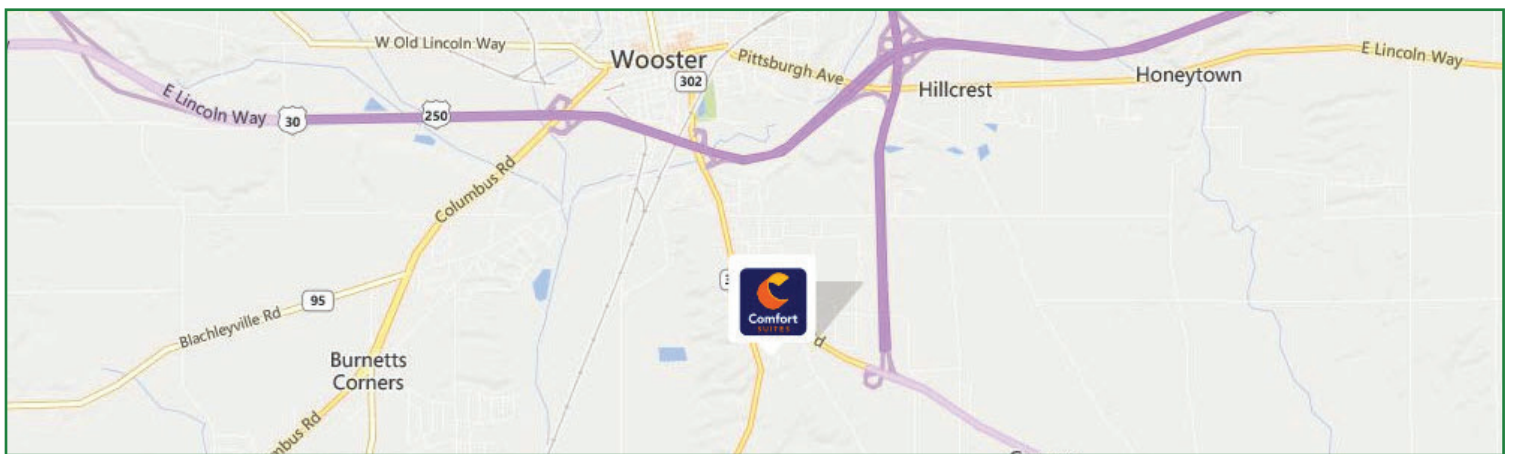 W Old Lincoln Way
Wooster
Pittsburgh Ave
E Lincoln Way
302
Honeytown
Hillcrest
E Lincoln Way
30
250
Columbus Rd
Comfort
SUITES
95
Blachleyville Rd
Burnetts
Corners